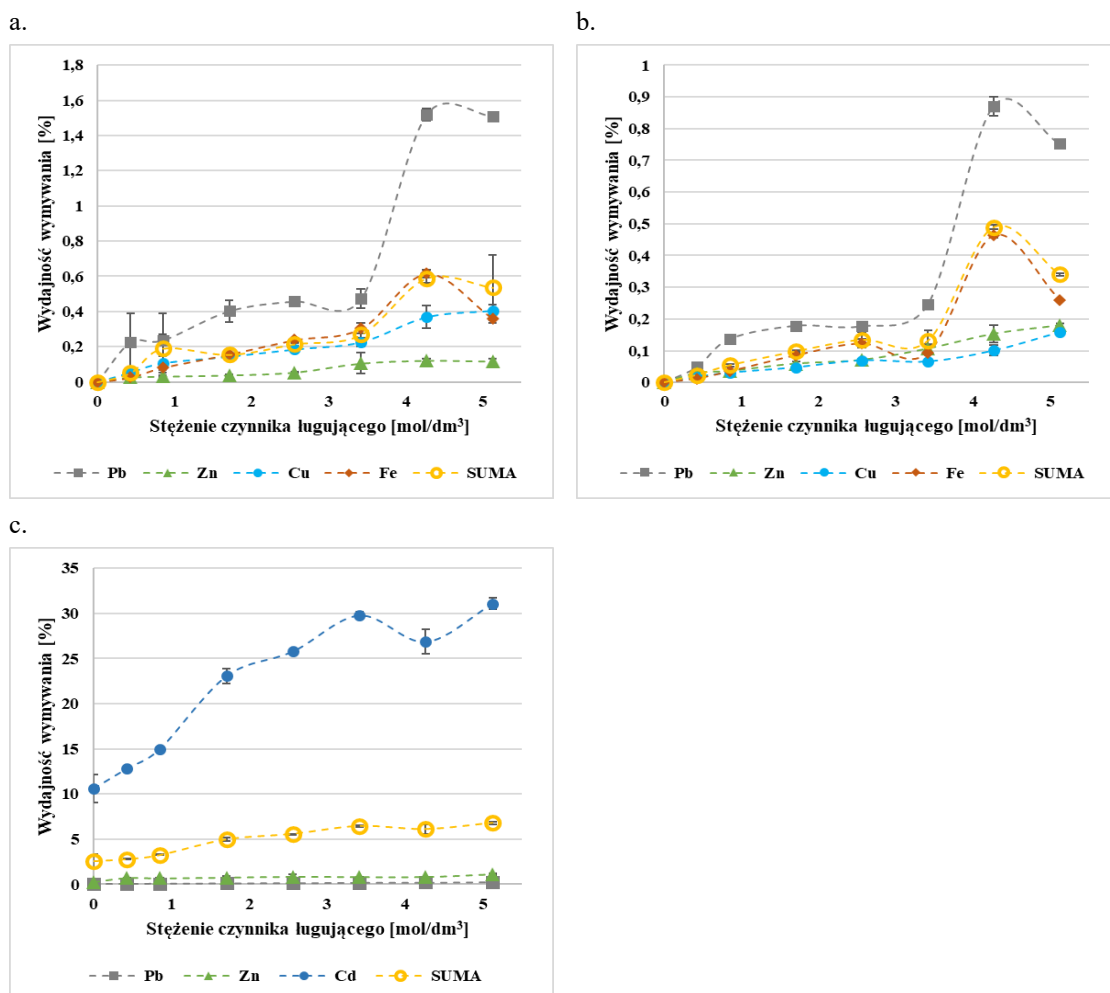 a.
Wydajność wymywania [%]
1,8
1,6
1,4
1,2
1
0,8
0,6
0,4
0,2
0
0 1 2 3 4 5
Stężenie czynnika ługującego [mol/dm³]
Pb Zn Cu Fe SUMA
b.
Wydajność wymywania [%]
1
0,9
0,8
0,7
0,6
0,5
0,4
0,3
0,2
0,1
0
0 1 2 3 4 5
Stężenie czynnika ługującego [mol/dm³]
Pb Zn Cu Fe SUMA
c.
Wydajność wymywania [%]
35
30
25
20
15
10
5
0
0 1 2 3 4 5
Stężenie czynnika ługującego [mol/dm³]
Pb Zn Cd SUMA